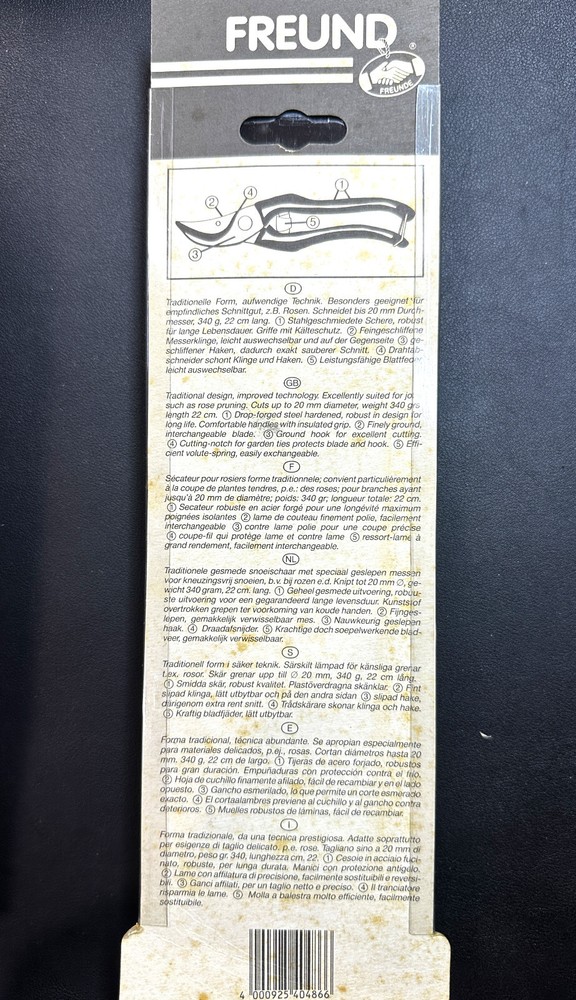 FREUND
®
FREUNDE
② ④ ①
⑤
③
D
Traditionelle Form, aufwendige Technik. Besonders geeignet für
empfindliches Schnittgut, z.B. Rosen. Schneidet bis 20 mm Durch-
messer, 340 g, 22 cm lang. ① Stahlgeschmiedete Schere, robust
für lange Lebensdauer. Griffe mit Kälteschutz. ② Feingeschliffene
Messerklinge, leicht auswechselbar und auf der Gegenseite ③ ge-
schliffener Haken, dadurch exakt sauberer Schnitt. ④ Drahtab-
schneider schont Klinge und Haken. ⑤ Leistungsfähige Blattfeder
leicht auswechselbar.
GB
Traditional design, improved technology. Excellently suited for
such as rose pruning. Cuts up to 20 mm diameter, weight 340 grs
length 22 cm. ① Drop-forged steel hardened, robust in design for
long life. Comfortable handles with insulated grip. ② Finely ground,
interchangeable blade. ③ Ground hook for excellent cutting.
④ Cutting-notch for garden ties protects blade and hook. ⑤ Effi-
cient volute-spring, easily exchangeable.
F
Sécateur pour rosiers forme traditionnele; convient particulièrement
à la coupe de plantes tendres, p.e.: des roses; pour branches ayant
jusqu'à 20 mm de diamètre; poids: 340 gr; longueur totale: 22 cm.
① Secateur robuste en acier forgé pour une longévité maximum
poignées isolantes ② lame de couteau finement polie, facilement
interchangeable ③ contre lame polie pour une coupe précise
④ coupe-fil qui protège lame et contre lame ⑤ ressort-lame à
grand rendement, facilement interchangeable.
NL
Traditionele gesmede snoeischaar met speciaal geslepen messen
voor kneuzingsvrij snoeien, b.v. bij rozen e.d. Knipt tot 20 mm ∅, ge-
wicht 340 gram, 22 cm. lang. ① Geheel gesmede uitvoering, robou-
ste uitvoering voor een gegarandeerd lange levensduur. Kunststof
overtrokken grepen ter voorkoming van koude handen. ② Fijnges-
lepen, gemakkelijk verwisselbaar mes. ③ Nauwkeurig geslepen
haak. ④ Draadafsnijder. ⑤ Krachtige doch soepelwerkende blad-
veer, gemakkelijk verwisselbaar.
S
Traditionell form i säker teknik. Särskilt lämpad för känsliga grenar
t.ex. rosor. Skär grenar upp till ∅ 20 mm, 340 g, 22 cm lång.
① Smidda skär, robust kvalitet. Plastöverdragna skänklar. ② Fint
slipad klinga, lätt utbytbar och på den andra sidan ③ slipad hake,
därigenom extra rent snitt. ④ Trådskärare skonar klinga och hake.
⑤ Kraftig bladfjäder, lätt utbytbar.
E
Forma tradicional, técnica abundante. Se apropian especialmente
para materiales delicados, p.ej., rosas. Cortan diámetros hasta 20
mm. 340 g, 22 cm de largo. ① Tijeras de acero forjado, robustos
para gran duración. Empuñaduras con protección contra el frío.
② Hoja de cuchillo finamente afilado, fácil de recambiar y en el lado
opuesto. ③ Gancho esmerilado, lo que permite un corte esmerado
exacto. ④ El cortaalambres previene al cuchillo y al gancho contra
deterioros. ⑤ Muelles robustos de láminas, fácil de recambiar.
I
Forma tradizionale, da una tecnica prestigiosa. Adatte soprattutto
per esigenze di taglio delicato. p.e. rose. Tagliano sino a 20 mm di
diametro, peso gr. 340, lunghezza cm. 22. ① Cesoie in acciaio fuci-
nato, robuste, per lunga durata. Manici con protezione antigelo.
② Lame con affilatura di precisione, facilmente sostituibili e reversi-
bili. ③ Ganci affilati, per un taglio netto e preciso. ④ Il tranciatore
risparmia le lame. ⑤ Molla a balestra molto efficiente, facilmente
sostituibile.
4 000925 404866